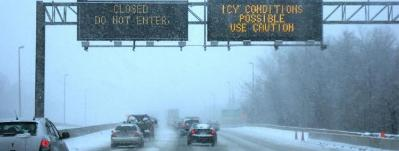 CLOSED
DO NOT ENTER
ICY CONDITIONS
POSSIBLE
USE CAUTION